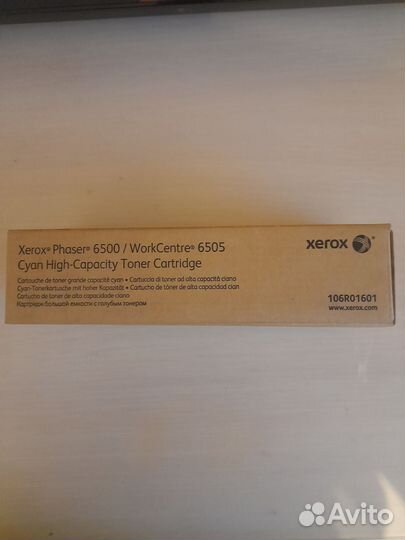 Xerox® Phaser® 6500 / WorkCentre® 6505
Cyan High-Capacity Toner Cartridge
Cartouche de toner grande capacité cyan • Cartuccia di toner ad alta capacità ciano
Cyan-Tonerkartusche mit hoher Kapazität • Cartucho de tóner de alta capacidad cian
Cartucho do toner de alta capacidade ciano
Картридж большой емкости с голубым тонером
xerox
106R01601
www.xerox.com
Avito